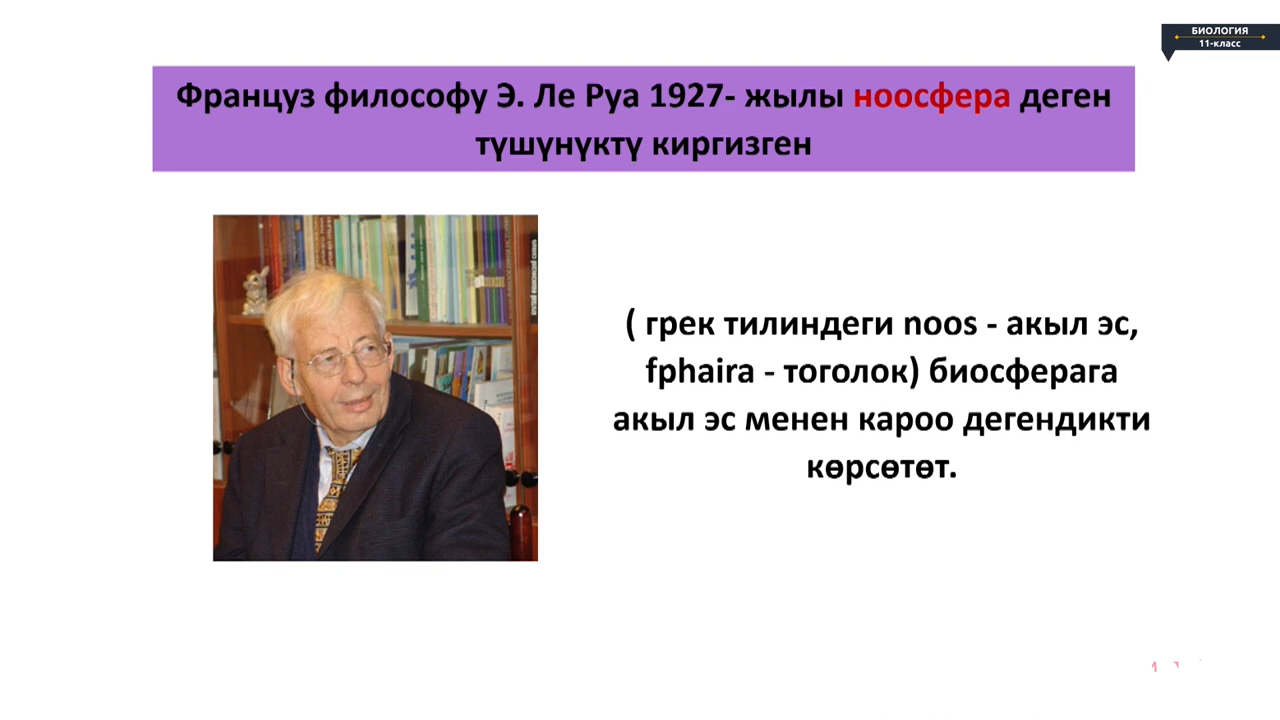 БИОЛОГИЯ
11-класс
Француз философу Э. Ле Руа 1927- жылы ноосфера деген
түшүнүктү киргизген
( грек тилиндеги noos - акыл эс,
fphaira - тоголок) биосферага
акыл эс менен кароо дегендикти
көрсөтөт.